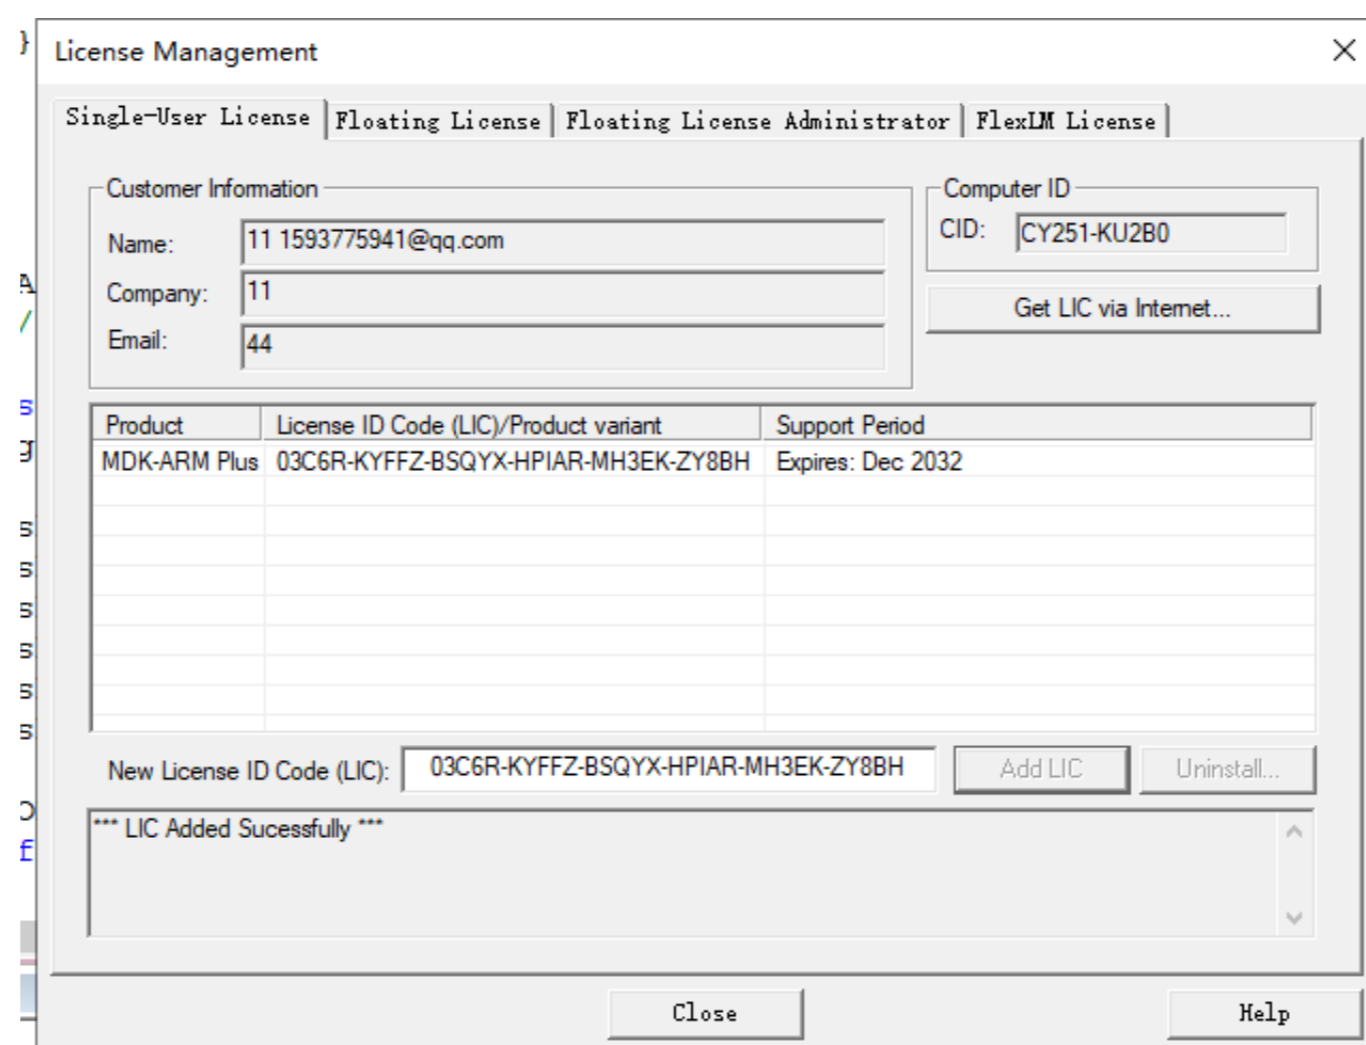 }
License Management
Single-User License Floating License Floating License Administrator FlexLM License
Customer Information
Name: 11 1593775941@qq.com
Company: 11
Email: 44
Computer ID
CID: CY251-KU2B0
Get LIC via Internet...
Product License ID Code (LIC)/Product variant Support Period
MDK-ARM Plus 03C6R-KYFFZ-BSQYX-HPIAR-MH3EK-ZY8BH Expires: Dec 2032
New License ID Code (LIC): 03C6R-KYFFZ-BSQYX-HPIAR-MH3EK-ZY8BH Add LIC Uninstall...
*** LIC Added Sucessfully ***
Close Help